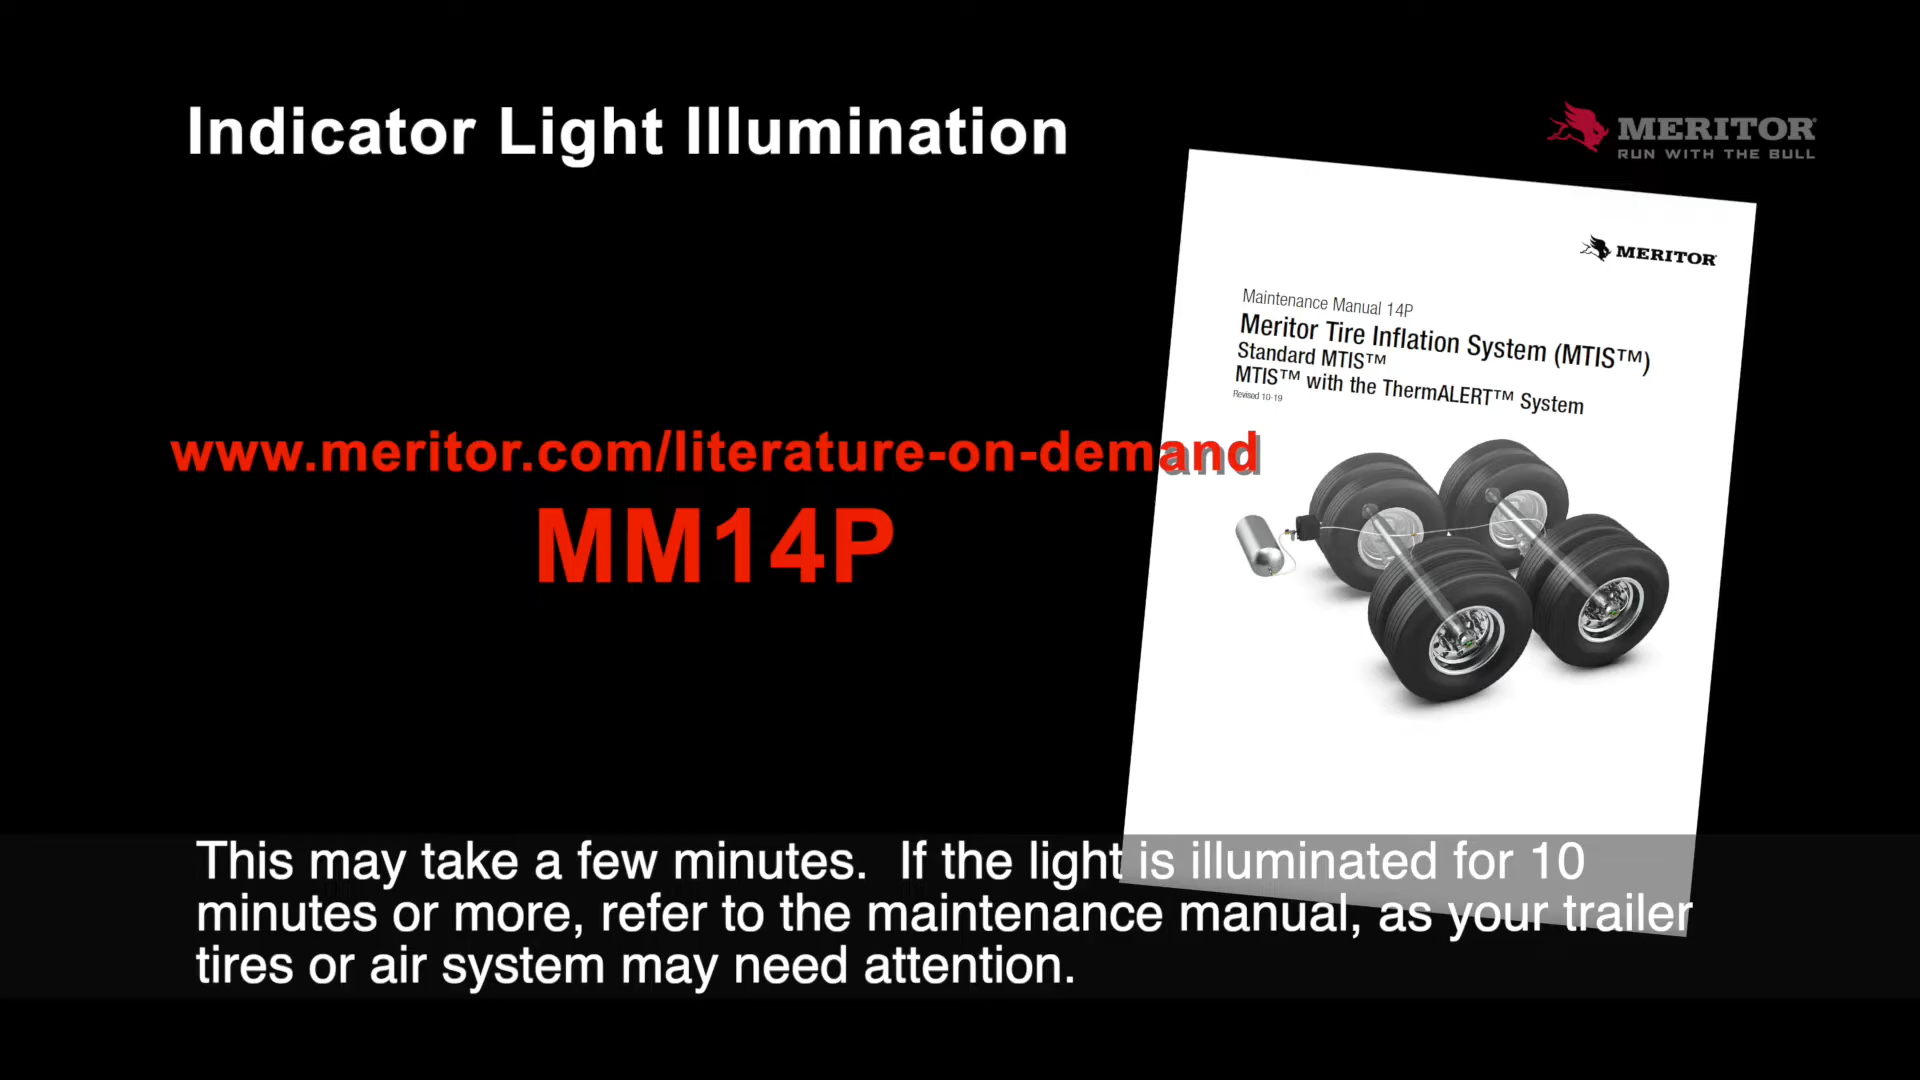 Indicator Light Illumination
MERITOR
RUN WITH THE BULL
MERITOR
Maintenance Manual 14P
Meritor Tire Inflation System (MTIS™)
Standard MTIS™
MTIS™ with the ThermALERT™ System
Revised 10-19
www.meritor.com/literature-on-demand
MM14P
This may take a few minutes.  If the light is illuminated for 10
minutes or more, refer to the maintenance manual, as your trailer
tires or air system may need attention.